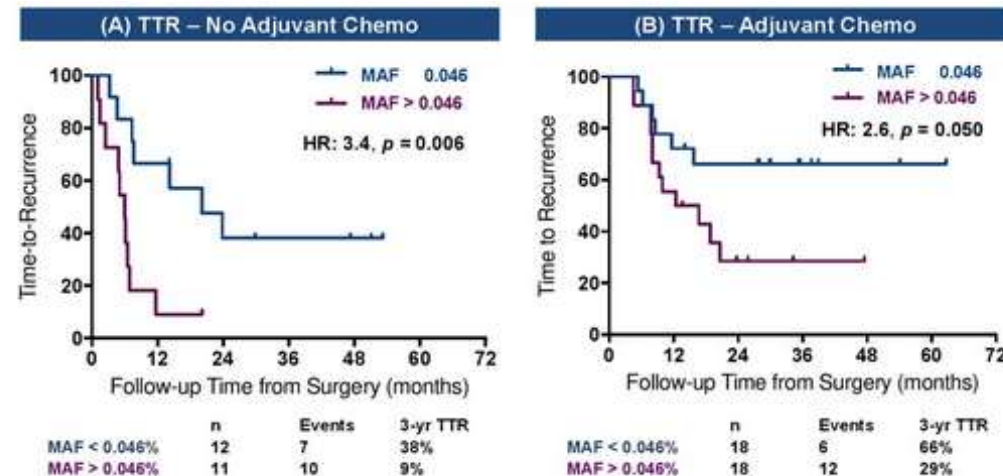 (A) TTR – No Adjuvant Chemo
MAF 0.046
MAF > 0.046
HR: 3.4, p = 0.006
Time-to-Recurrence
100
80
60
40
20
0
0 12 24 36 48 60 72
Follow-up Time from Surgery (months)
n Events 3-yr TTR
MAF < 0.046% 12 7 38%
MAF > 0.046% 11 10 9%
(B) TTR – Adjuvant Chemo
MAF 0.046
MAF > 0.046
HR: 2.6, p = 0.050
Time to Recurrence
100
80
60
40
20
0
0 12 24 36 48 60 72
Follow-up Time from Surgery (months)
n Events 3-yr TTR
MAF < 0.046% 18 6 66%
MAF > 0.046% 18 12 29%